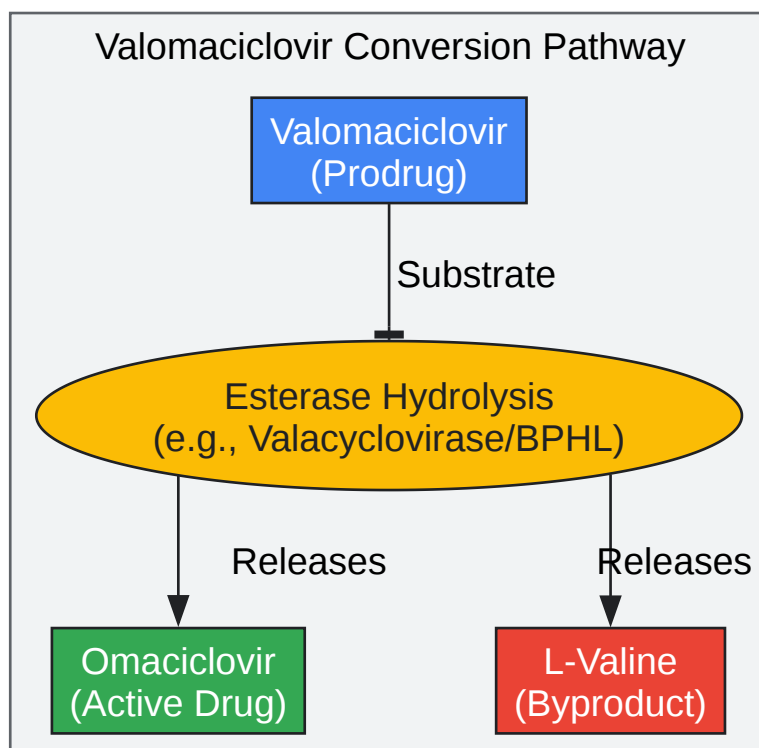 Valomaciclovir Conversion Pathway
Valomaciclovir
(Prodrug)
Substrate
Esterase Hydrolysis
(e.g., Valacyclovirase/BPHL)
Releases
Releases
Omaciclovir
(Active Drug)
L-Valine
(Byproduct)